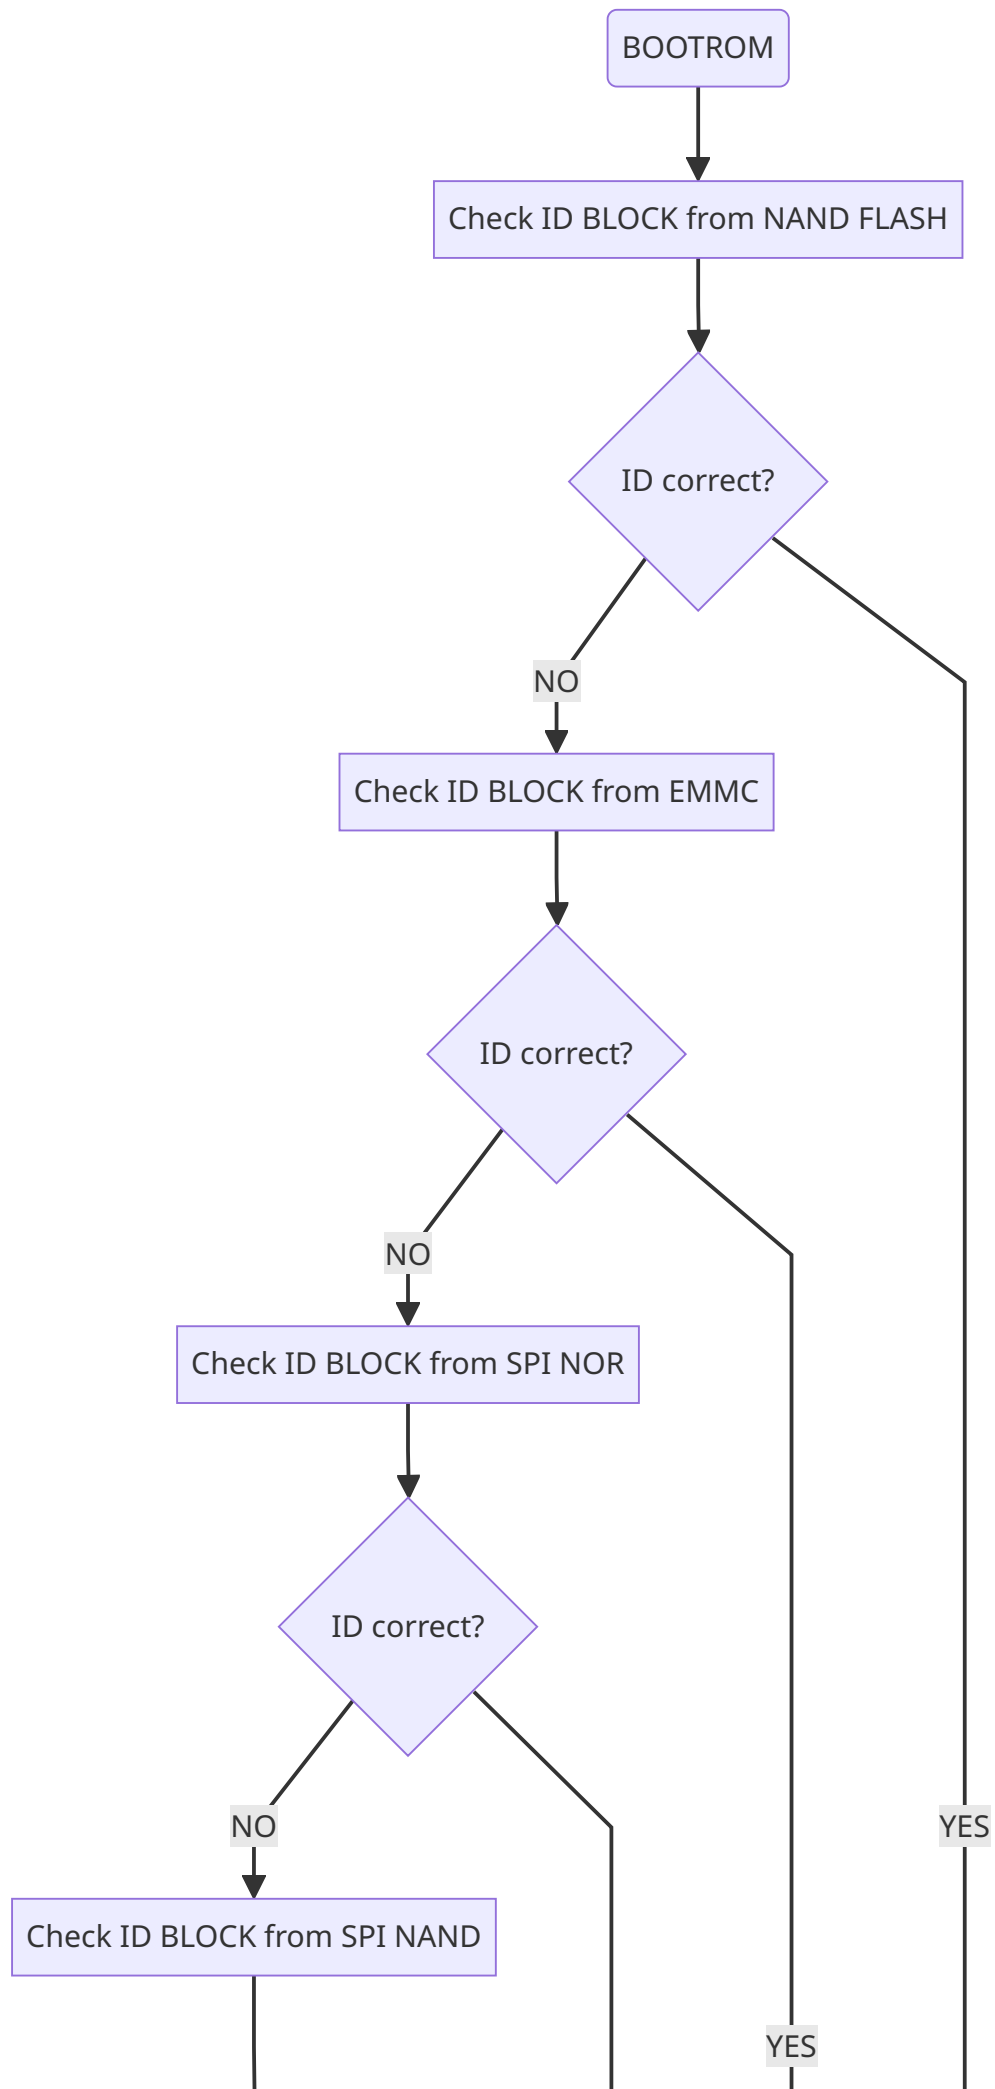 BOOTROM
Check ID BLOCK from NAND FLASH
ID correct?
NO
Check ID BLOCK from EMMC
ID correct?
NO
Check ID BLOCK from SPI NOR
ID correct?
NO
YES
Check ID BLOCK from SPI NAND
YES